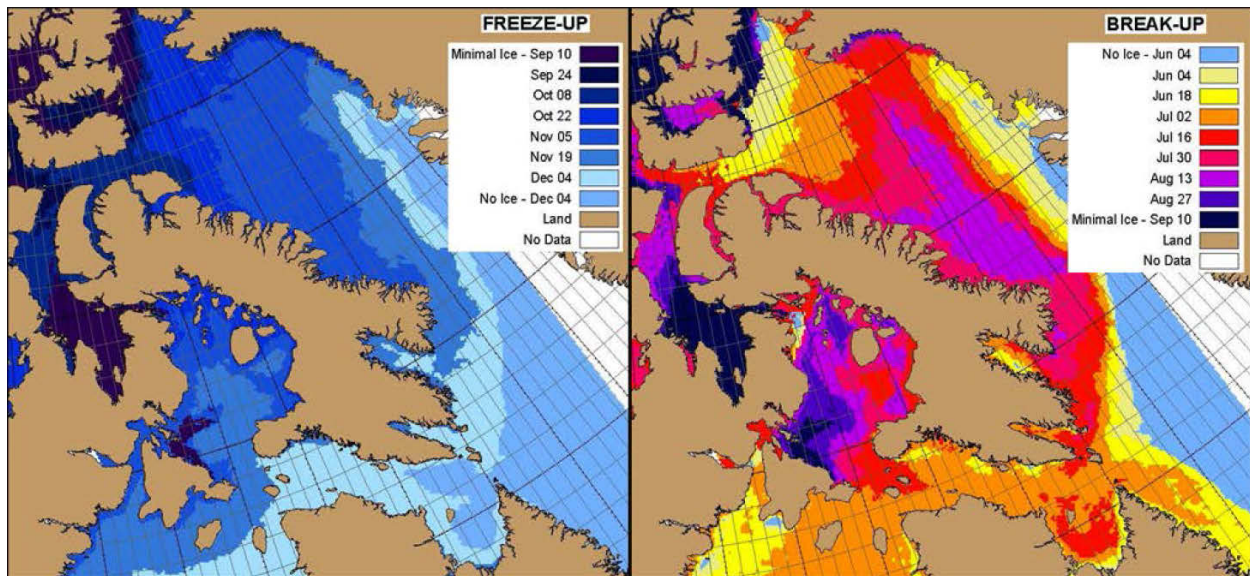 FREEZE-UP
Minimal Ice - Sep 10
Sep 24
Oct 08
Oct 22
Nov 05
Nov 19
Dec 04
No Ice - Dec 04
Land
No Data
BREAK-UP
No Ice - Jun 04
Jun 04
Jun 18
Jul 02
Jul 16
Jul 30
Aug 13
Aug 27
Minimal Ice - Sep 10
Land
No Data